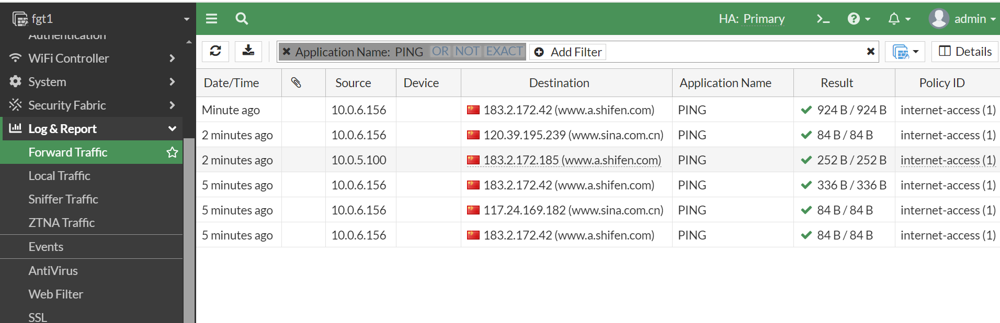 fgt1
HA: Primary
admin
Authentication
WiFi Controller
System
Security Fabric
Log & Report
Forward Traffic
Local Traffic
Sniffer Traffic
ZTNA Traffic
Events
AntiVirus
Web Filter
SSL
Application Name: PING OR NOT EXACT Add Filter
Details
Date/Time Source Device Destination Application Name Result Policy ID
Minute ago 10.0.6.156 183.2.172.42 (www.a.shifen.com) PING 924 B / 924 B internet-access (1)
2 minutes ago 10.0.6.156 120.39.195.239 (www.sina.com.cn) PING 84 B / 84 B internet-access (1)
2 minutes ago 10.0.5.100 183.2.172.185 (www.a.shifen.com) PING 252 B / 252 B internet-access (1)
5 minutes ago 10.0.6.156 183.2.172.42 (www.a.shifen.com) PING 336 B / 336 B internet-access (1)
5 minutes ago 10.0.6.156 117.24.169.182 (www.sina.com.cn) PING 84 B / 84 B internet-access (1)
5 minutes ago 10.0.6.156 183.2.172.42 (www.a.shifen.com) PING 84 B / 84 B internet-access (1)